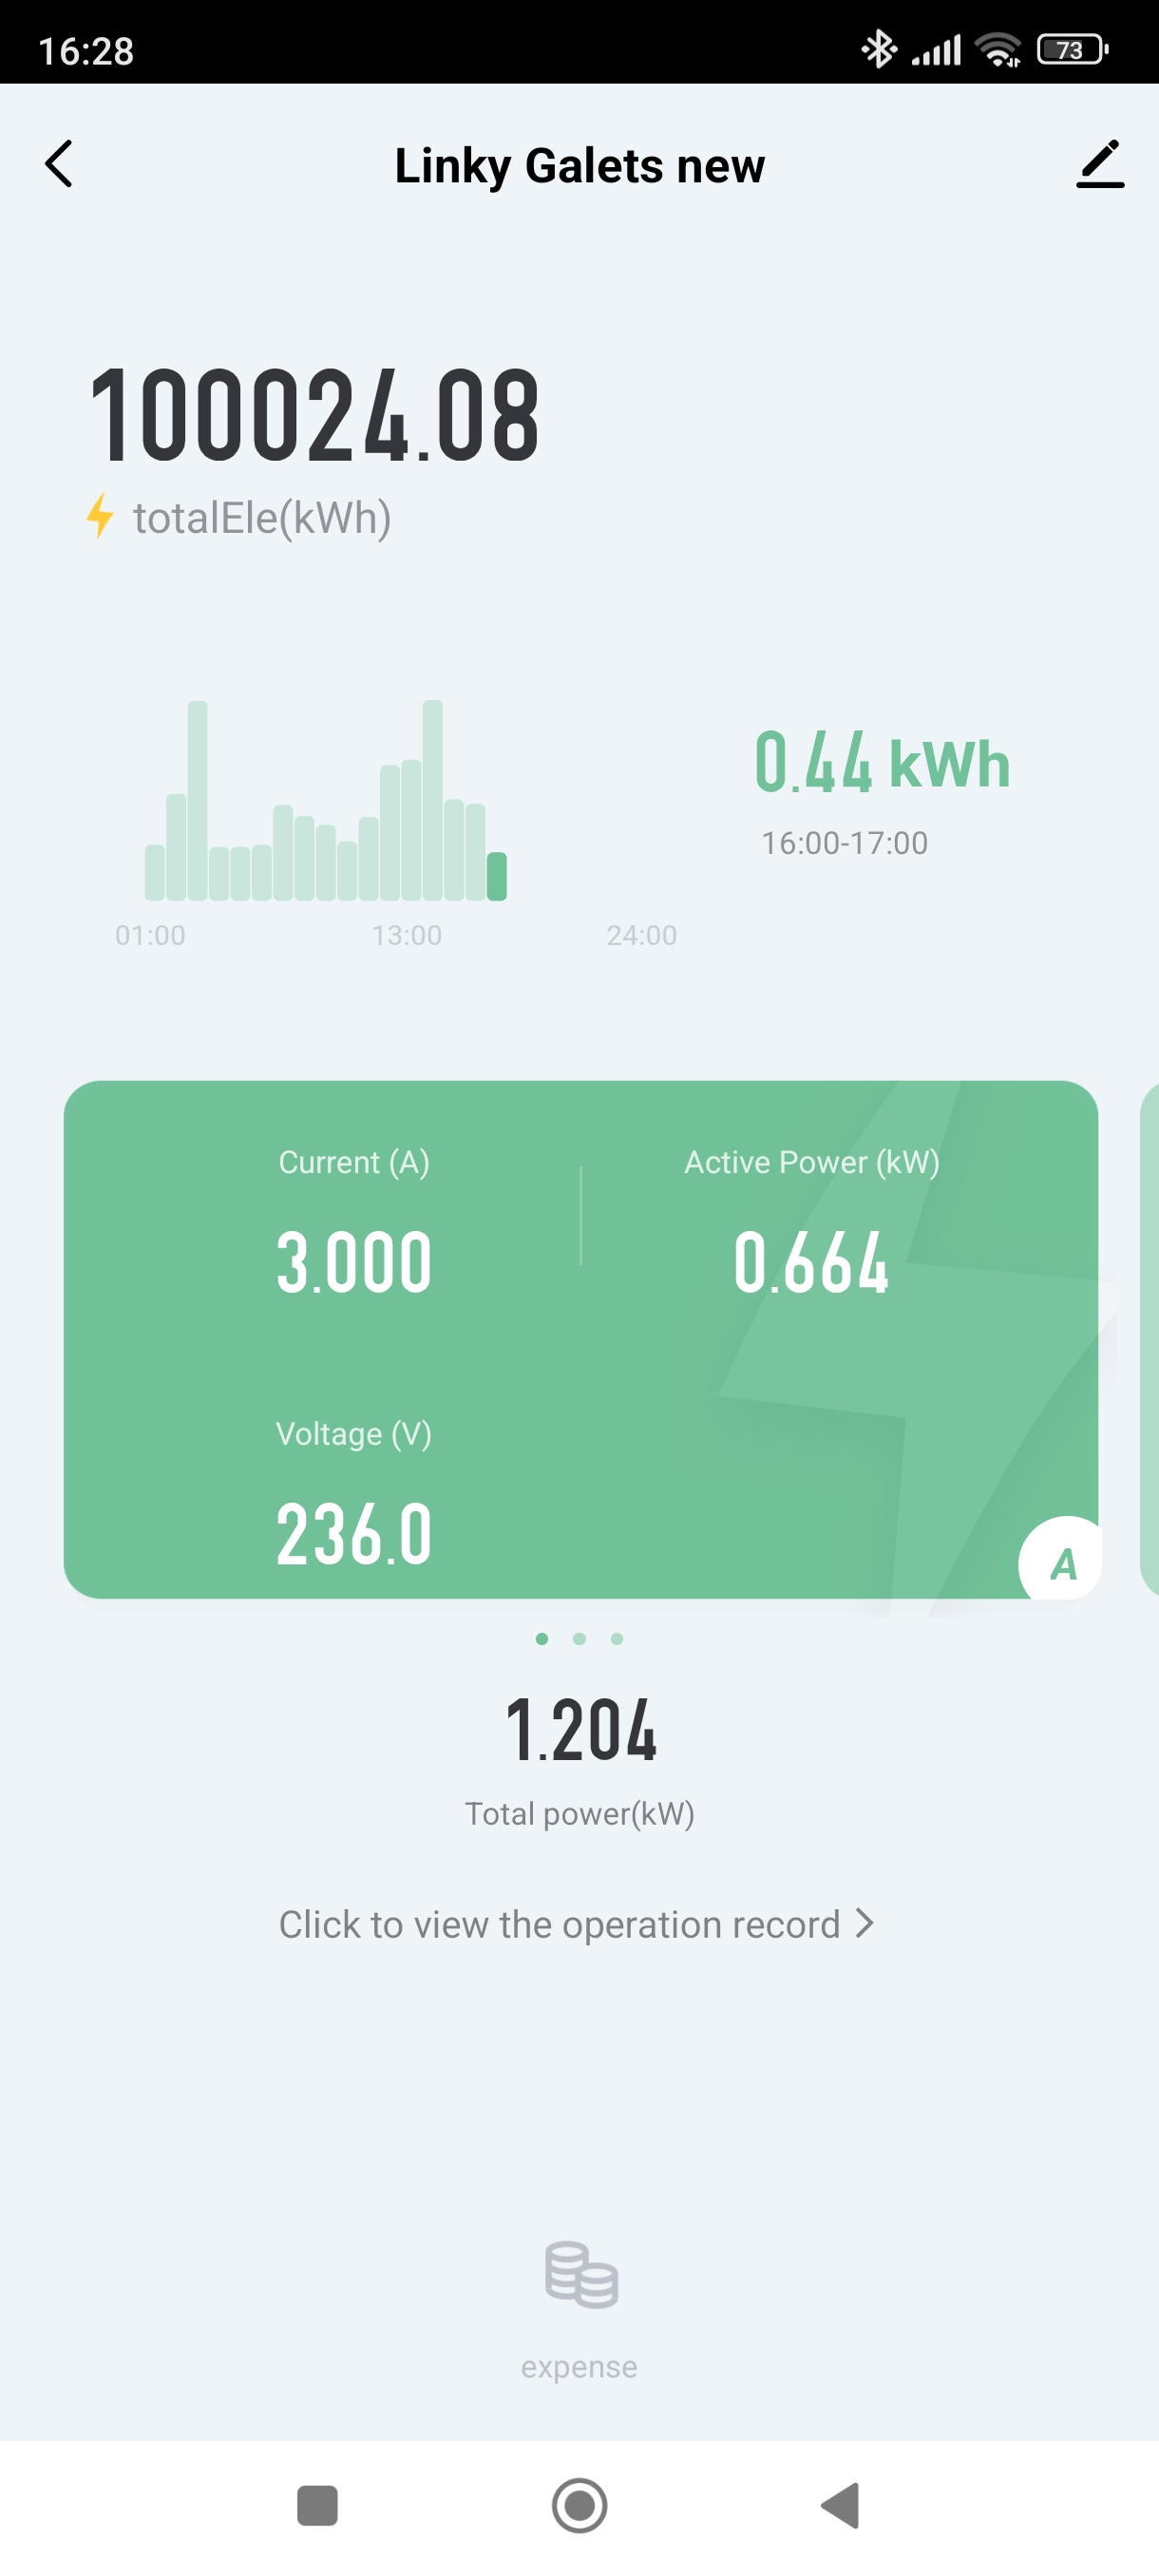 16:28
73
Linky Galets new
100024.08
totalEle(kWh)
0.44 kWh
16:00-17:00
01:00 13:00 24:00
Current (A) Active Power (kW)
3.000 0.664
Voltage (V)
236.0
A
1.204
Total power(kW)
Click to view the operation record
expense